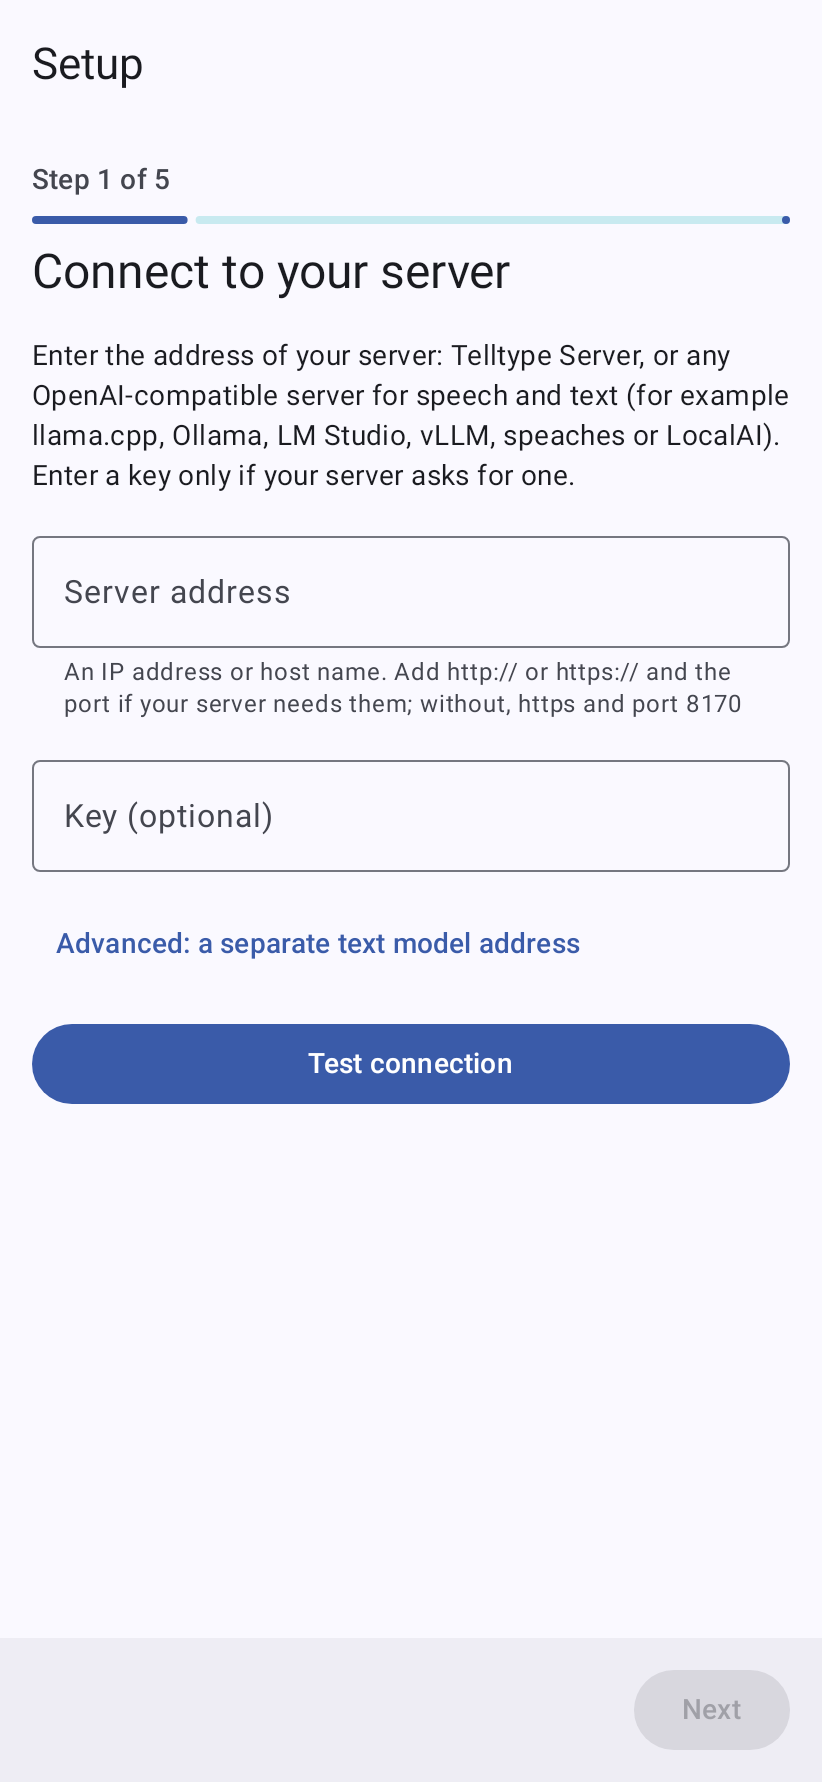 Setup
Step 1 of 5
Connect to your server
Enter the address of your server: Telltype Server, or any
OpenAI-compatible server for speech and text (for example
llama.cpp, Ollama, LM Studio, vLLM, speaches or LocalAI).
Enter a key only if your server asks for one.
Server address
An IP address or host name. Add http:// or https:// and the
port if your server needs them; without, https and port 8170
Key (optional)
Advanced: a separate text model address
Test connection
Next